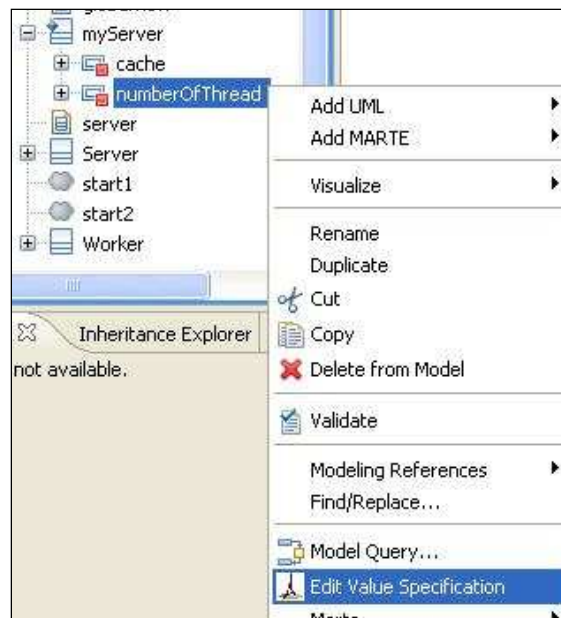 myServer
cache
numberOfThread
server
Server
start1
start2
Worker
Inheritance Explorer
not available.
Add UML
Add MARTE
Visualize
Rename
Duplicate
Cut
Copy
Delete from Model
Validate
Modeling References
Find/Replace...
Model Query...
Edit Value Specification